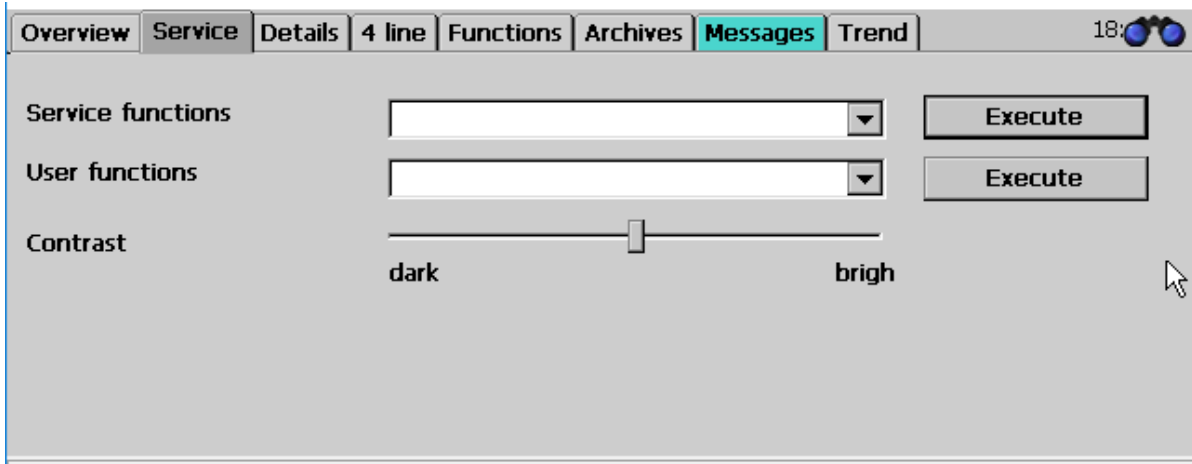 Overview Service Details 4 line Functions Archives Messages Trend 18:
Service functions Execute
User functions Execute
Contrast
dark brigh